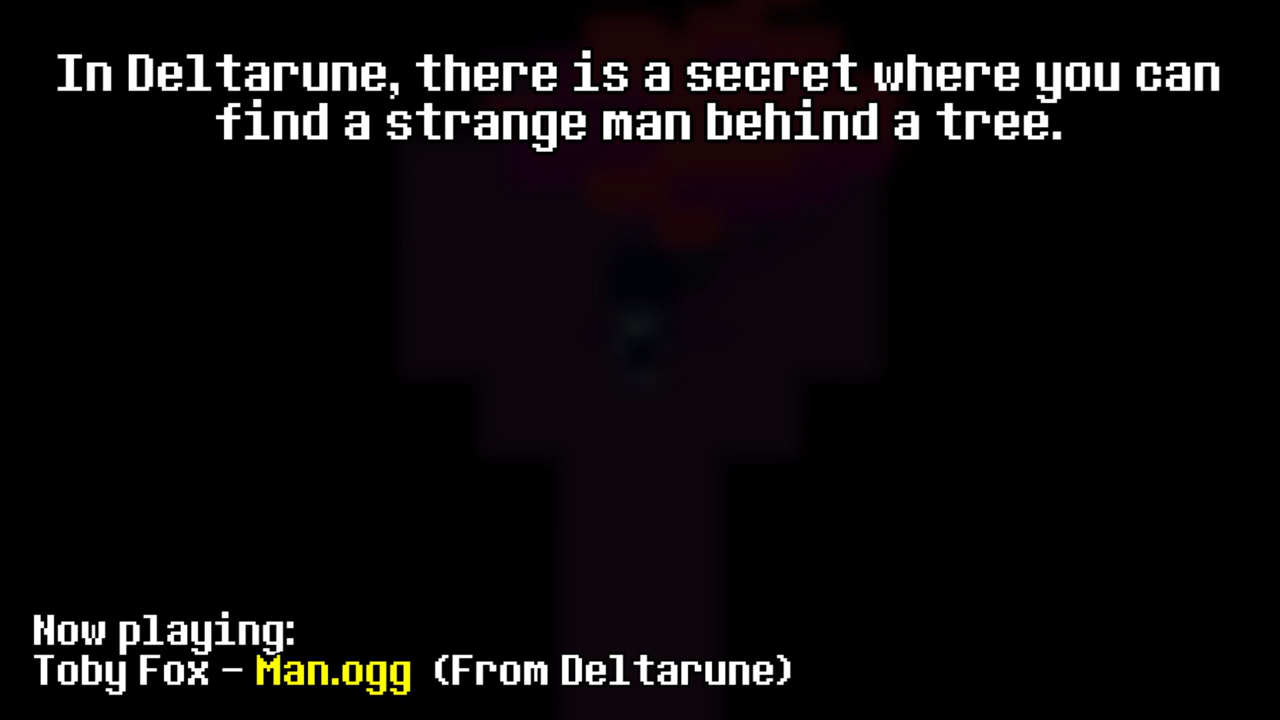 In Deltarune, there is a secret where you can
find a strange man behind a tree.
Now playing:
Toby Fox - Man.ogg (From Deltarune)